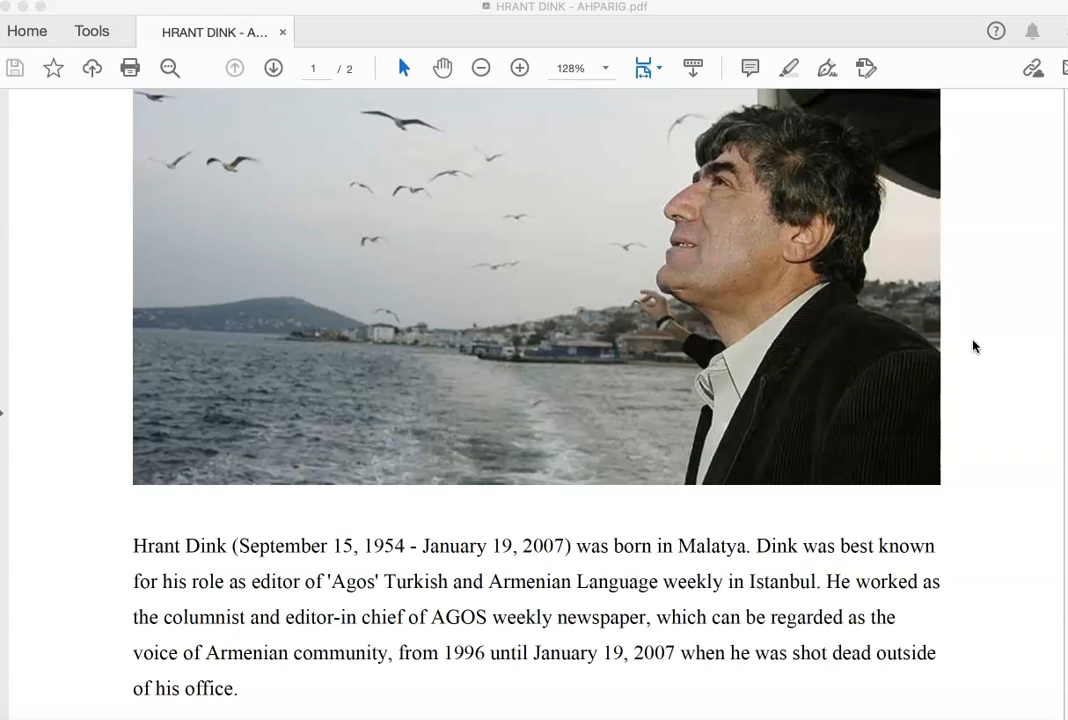 HRANT DINK - AHPARIG.pdf
Home
Tools
HRANT DINK - A...
1 / 2
128%
Hrant Dink (September 15, 1954 - January 19, 2007) was born in Malatya. Dink was best known
for his role as editor of 'Agos' Turkish and Armenian Language weekly in Istanbul. He worked as
the columnist and editor-in chief of AGOS weekly newspaper, which can be regarded as the
voice of Armenian community, from 1996 until January 19, 2007 when he was shot dead outside
of his office.